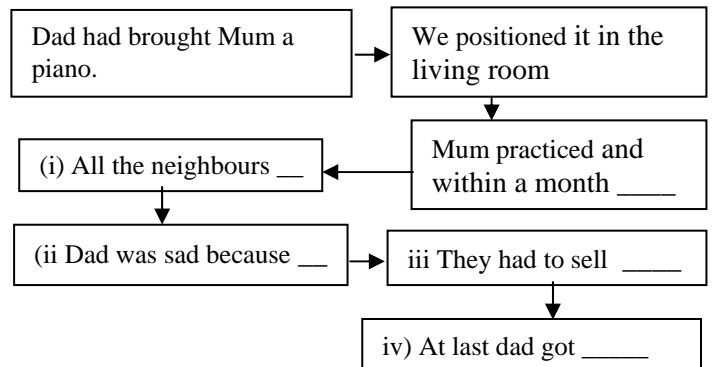 Dad had brought Mum a
piano.
We positioned it in the
living room
Mum practiced and
within a month ____
(i) All the neighbours __
(ii Dad was sad because __
iii They had to sell ____
iv) At last dad got _____